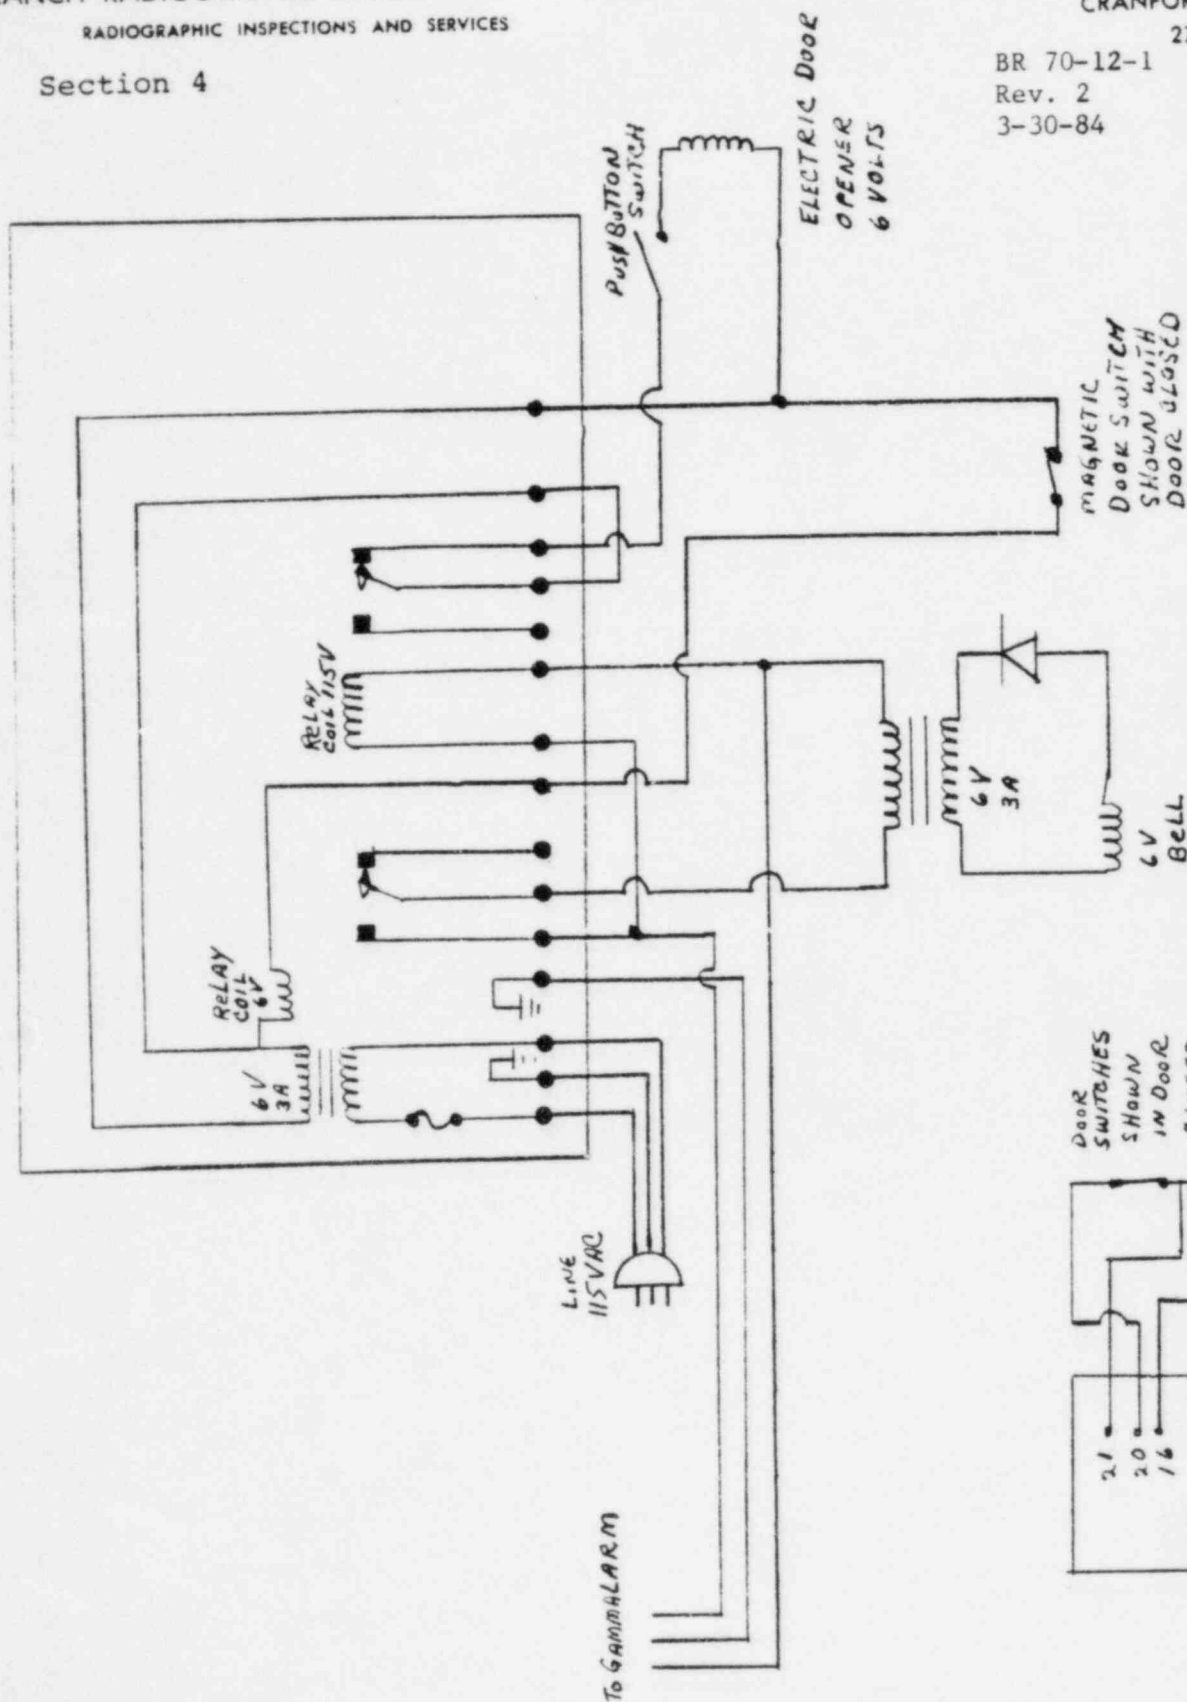 RADIOGRAPHIC INSPECTIONS AND SERVICES
Section 4
BR 70-12-1
Rev. 2
3-30-84
ELECTRIC DOOR
OPENER
6 VOLTS
PUSHBUTTON
SWITCH
MAGNETIC
DOOR SWITCH
SHOWN WITH
DOOR CLOSED
RELAY
COIL 115V
6V
3A
6V
BELL
RELAY
COIL
6V
6V
3A
DOOR
SWITCHES
SHOWN
IN DOOR
LINE
115VAC
21
20
16
TO GAMMALARM